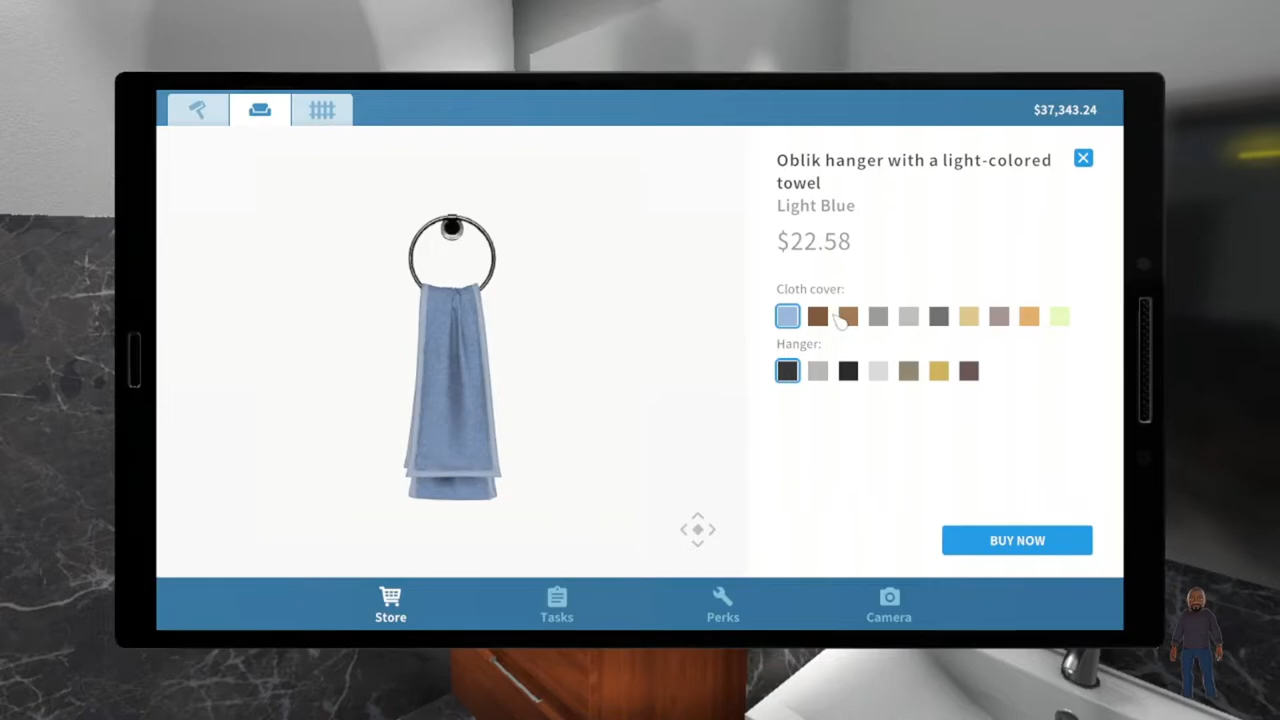 $37,343.24
Oblik hanger with a light-colored
towel
Light Blue
$22.58
Cloth cover:
Hanger:
BUY NOW
Store
Tasks
Perks
Camera